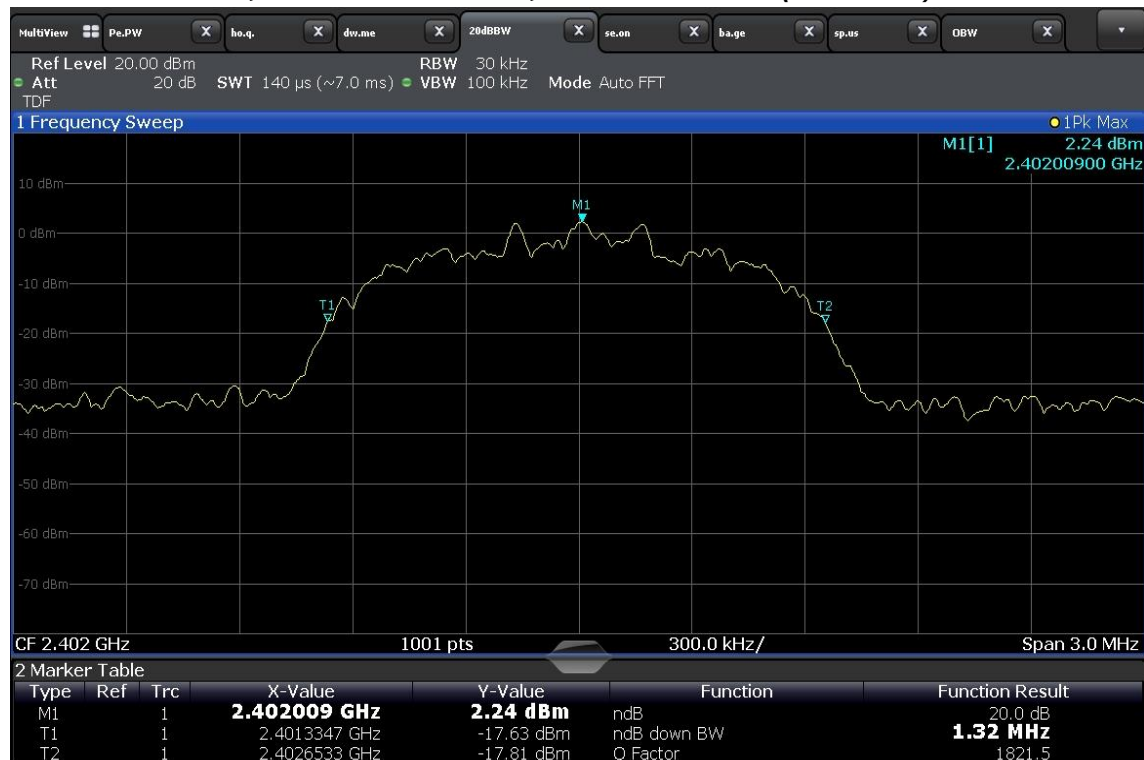 MultiView Pe.PW X ho.q. X dw.me X 20dBBW X se.on X ba.ge X sp.us X OBW X
Ref Level 20.00 dBm RBW 30 kHz
Att 20 dB SWT 140 µs (~7.0 ms) VBW 100 kHz Mode Auto FFT
TDF
1 Frequency Sweep 1Pk Max
M1[1] 2.24 dBm
2.40200900 GHz
10 dBm
M1
0 dBm
-10 dBm
T1 T2
-20 dBm
-30 dBm
-40 dBm
-50 dBm
-60 dBm
-70 dBm
CF 2.402 GHz 1001 pts 300.0 kHz/ Span 3.0 MHz
2 Marker Table
Type Ref Trc X-Value Y-Value Function Function Result
M1 1 2.402009 GHz 2.24 dBm ndB 20.0 dB
T1 1 2.4013347 GHz -17.63 dBm ndB down BW 1.32 MHz
T2 1 2.4026533 GHz -17.81 dBm Q Factor 1821.5